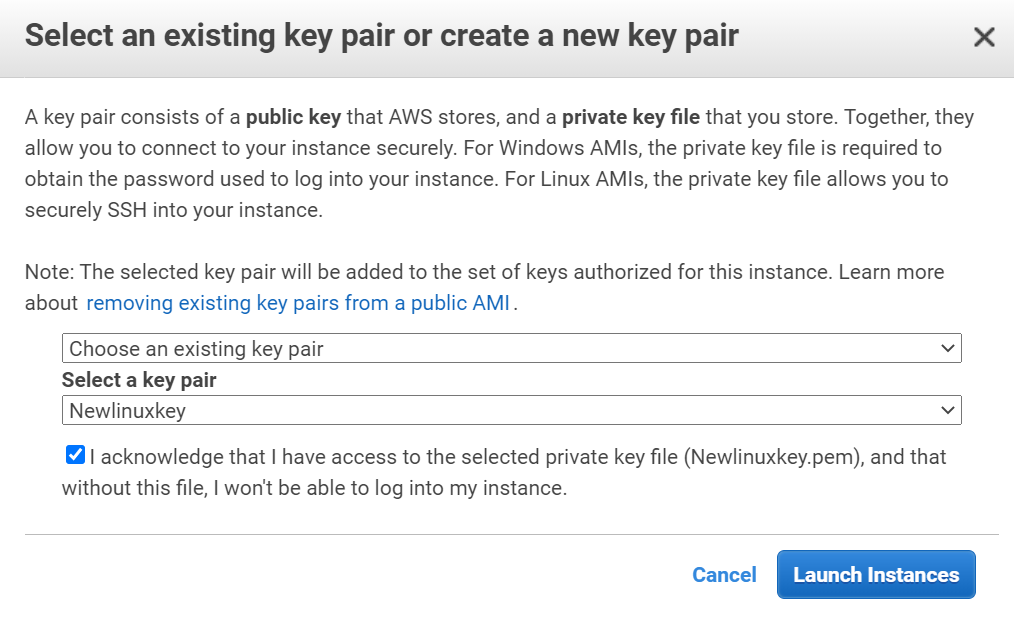 Select an existing key pair or create a new key pair
A key pair consists of a public key that AWS stores, and a private key file that you store. Together, they
allow you to connect to your instance securely. For Windows AMIs, the private key file is required to
obtain the password used to log into your instance. For Linux AMIs, the private key file allows you to
securely SSH into your instance.
Note: The selected key pair will be added to the set of keys authorized for this instance. Learn more
about removing existing key pairs from a public AMI .
Choose an existing key pair
Select a key pair
Newlinuxkey
I acknowledge that I have access to the selected private key file (Newlinuxkey.pem), and that
without this file, I won't be able to log into my instance.
Cancel Launch Instances